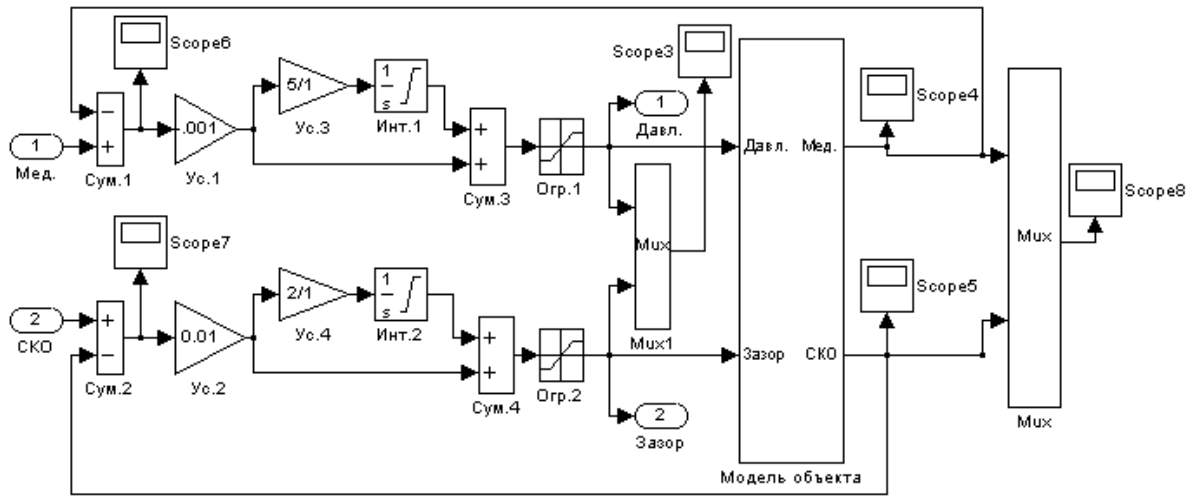 Scope6
Scope3
Scope4
Scope8
5/1
1
s
Ус.3
Инт.1
1
Давл.
−
+
1
Мед.
Сум.1
.001
Ус.1
+
+
Сум.3
Огр.1
Давл.
Мед.
Mux
Mux1
Scope7
2/1
1
s
Ус.4
Инт.2
Scope5
2
СКО
+
−
Сум.2
0.01
Ус.2
+
+
Сум.4
Огр.2
Зазор
СКО
2
Зазор
Модель объекта
Mux
Mux